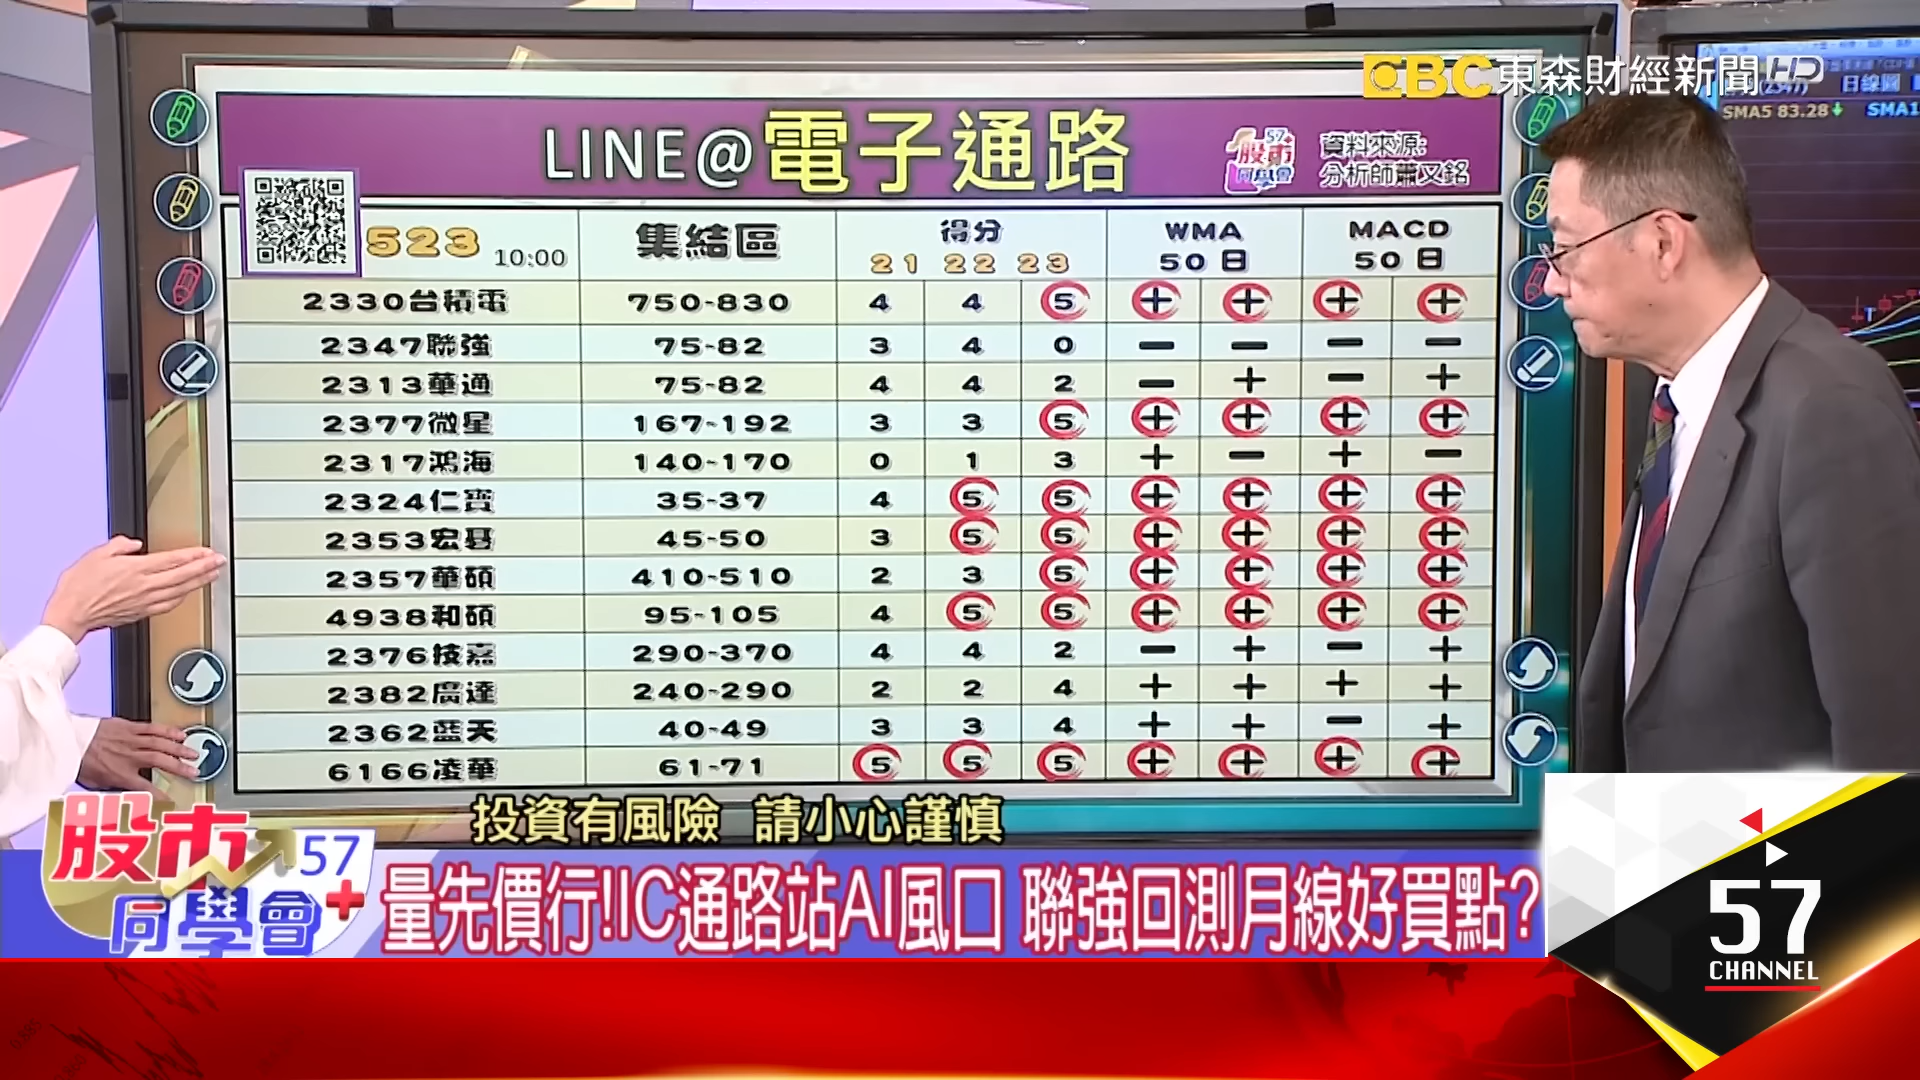 EBC東森財經新聞HD
LINE@電子通路
57股市同學會
資料來源:
分析師蕭又銘
日線圖
SMA5 83.28 SMA1
523 10:00 集結區 得分 21 22 23 WMA 50日 MACD 50日
2330台積電 750-830 4 4 5 + + + +
2347聯強 75-82 3 4 0 − − − −
2313華通 75-82 4 4 2 − + − +
2377微星 167-192 3 3 5 + + + +
2317鴻海 140-170 0 1 3 + − + −
2324仁寶 35-37 4 5 5 + + + +
2353宏碁 45-50 3 5 5 + + + +
2357華碩 410-510 2 3 5 + + + +
4938和碩 95-105 4 5 5 + + + +
2376技嘉 290-370 4 4 2 − + − +
2382廣達 240-290 2 2 4 + + + +
2362藍天 40-49 3 3 4 + + − +
6166凌華 61-71 5 5 5 + + + +
投資有風險 請小心謹慎
股市57
同學會+
量先價行!IC通路站AI風口 聯強回測月線好買點?
57
CHANNEL